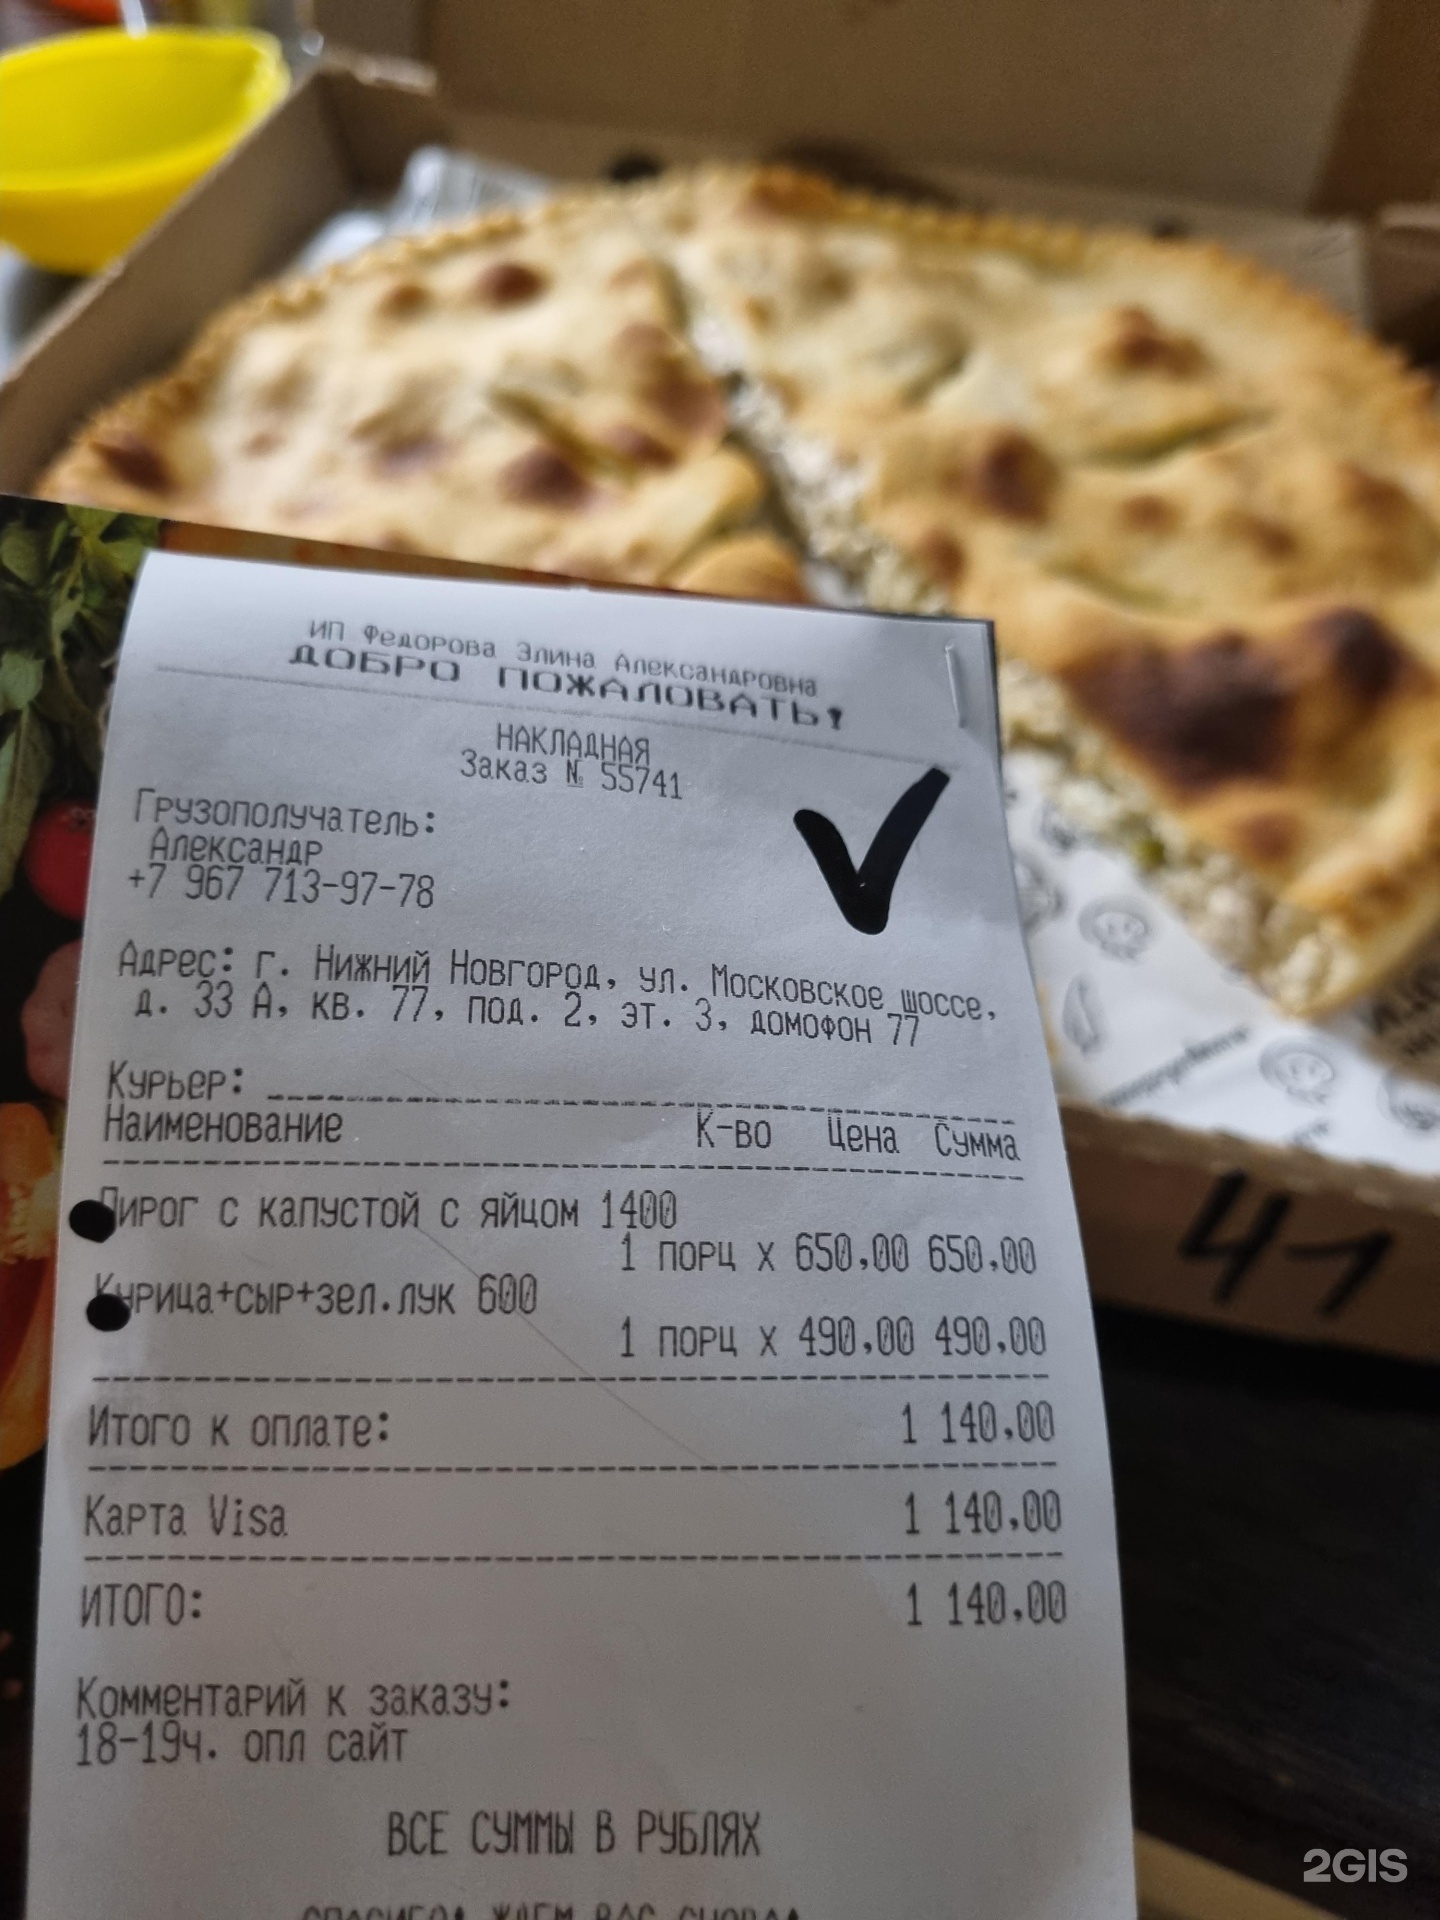 ИП Федорова Элина Александровна
ДОБРО ПОЖАЛОВАТЬ!
НАКЛАДНАЯ
Заказ № 55741
Грузополучатель:
Александр
+7 967 713-97-78
Адрес: г. Нижний Новгород, ул. Московское шоссе,
д. 33 А, кв. 77, под. 2, эт. 3, домофон 77
Курьер:
Наименование К-во Цена Сумма
Пирог с капустой с яйцом 1400
1 порц x 650,00 650,00
Курица+сыр+зел.лук 600
1 порц x 490,00 490,00
Итого к оплате: 1 140,00
Карта Visa 1 140,00
ИТОГО: 1 140,00
Комментарий к заказу:
18-19ч. опл сайт
ВСЕ СУММЫ В РУБЛЯХ
СПАСИБО! ЖДЕМ ВАС СНОВА!
41
2GIS